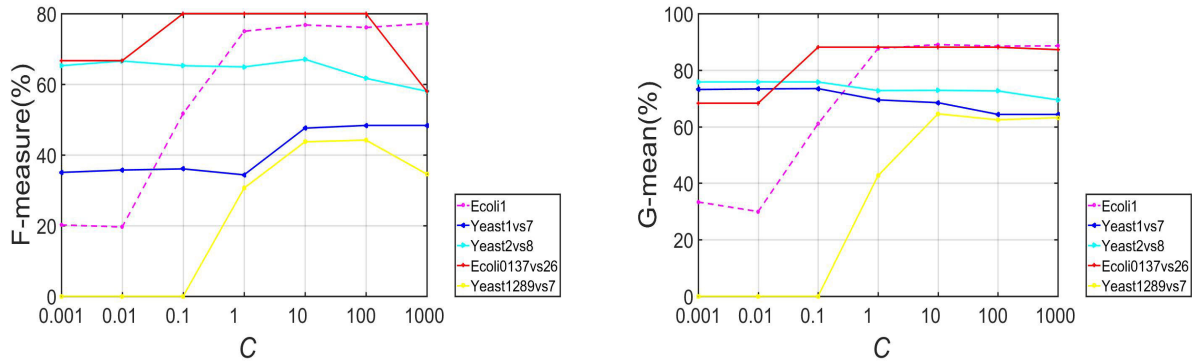 F-measure(%)
80
60
40
20
0
0.001 0.01 0.1 1 10 100 1000
C
Ecoli1
Yeast1vs7
Yeast2vs8
Ecoli0137vs26
Yeast1289vs7
G-mean(%)
100
80
60
40
20
0
0.001 0.01 0.1 1 10 100 1000
C
Ecoli1
Yeast1vs7
Yeast2vs8
Ecoli0137vs26
Yeast1289vs7